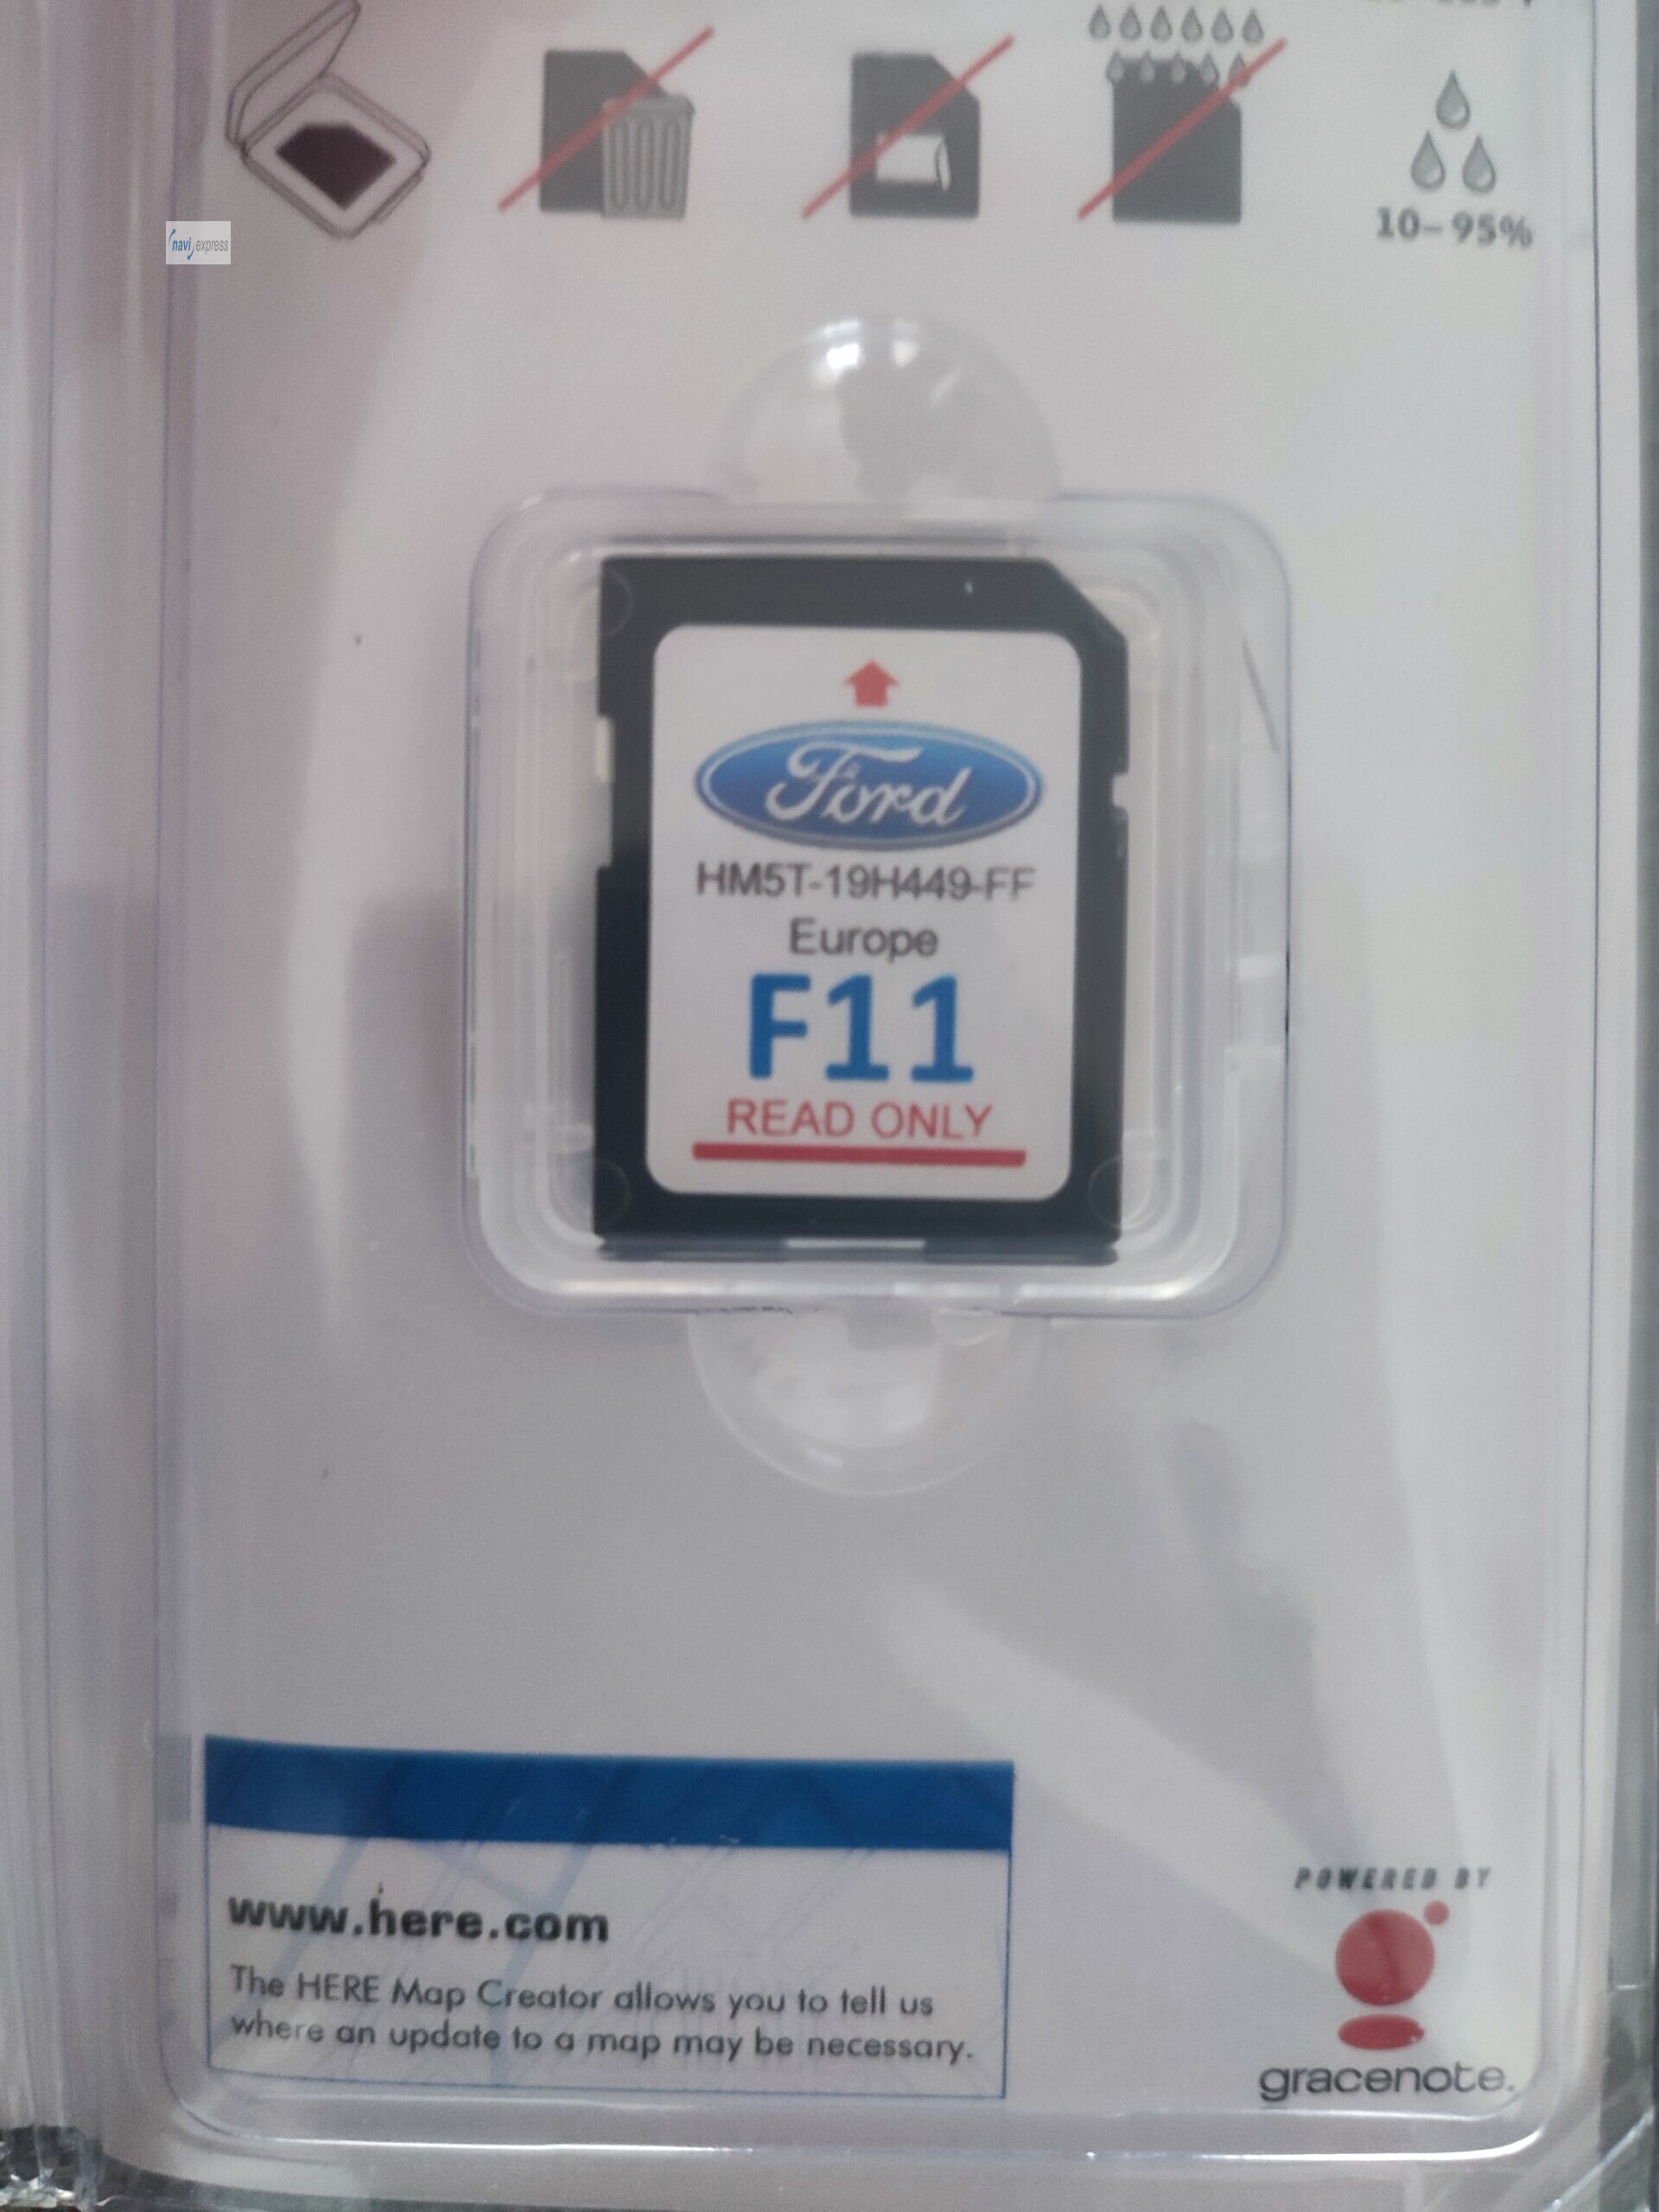 navi express
10-95%
Ford
HM5T-19H449-FF
Europe
F11
READ ONLY
www.here.com
The HERE Map Creator allows you to tell us
where an update to a map may be necessary.
POWERED BY
gracenote.